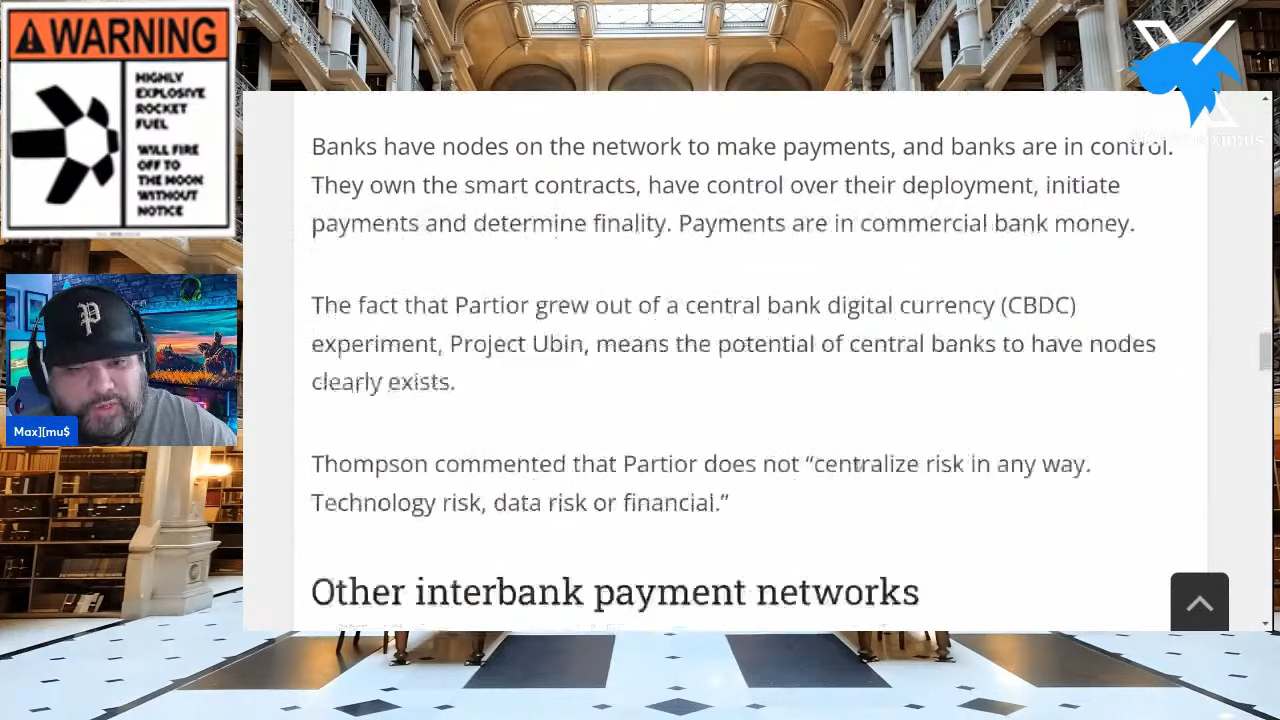 WARNING
HIGHLY
EXPLOSIVE
ROCKET
FUEL
WILL FIRE
OFF TO
THE MOON
WITHOUT
NOTICE
Banks have nodes on the network to make payments, and banks are in control.
They own the smart contracts, have control over their deployment, initiate
payments and determine finality. Payments are in commercial bank money.
The fact that Partior grew out of a central bank digital currency (CBDC)
experiment, Project Ubin, means the potential of central banks to have nodes
clearly exists.
Thompson commented that Partior does not “centralize risk in any way.
Technology risk, data risk or financial.”
Other interbank payment networks
P
Max][mu$